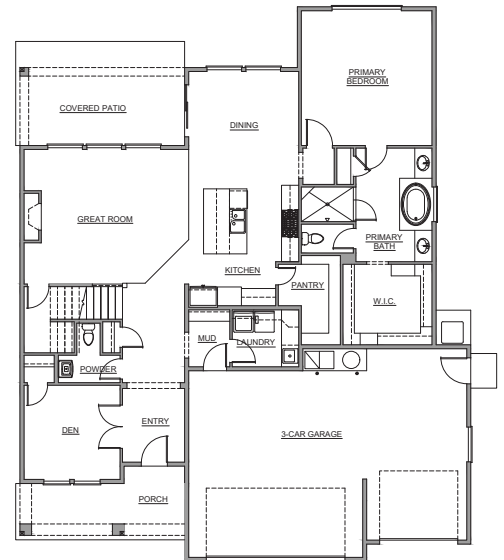 PRIMARY
BEDROOM
COVERED PATIO
DINING
GREAT ROOM
PRIMARY
BATH
KITCHEN
PANTRY
W.I.C.
MUD
LAUNDRY
POWDER
DEN
ENTRY
3-CAR GARAGE
PORCH